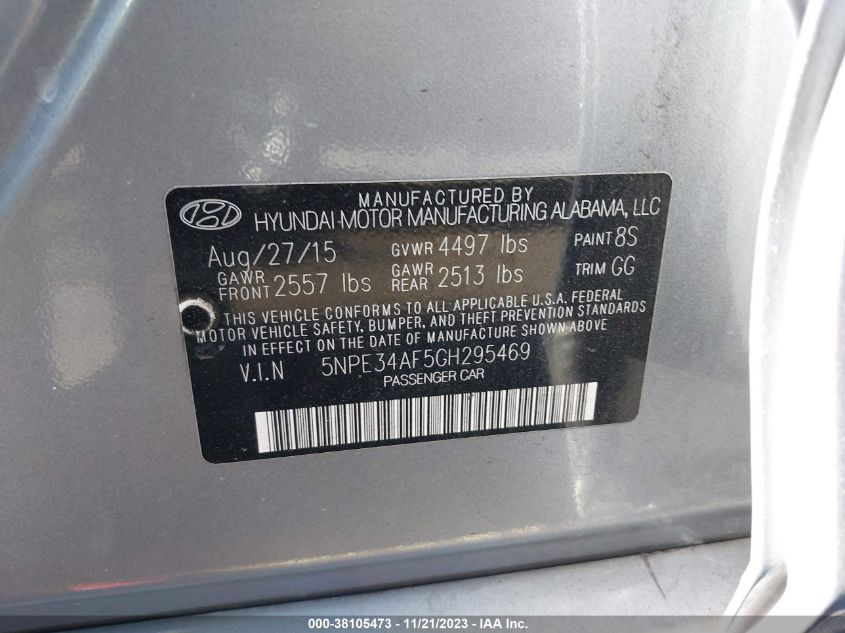 MANUFACTURED BY
HYUNDAI MOTOR MANUFACTURING ALABAMA, LLC
Aug/27/15 GVWR 4497 lbs PAINT 8S
GAWR FRONT 2557 lbs GAWR REAR 2513 lbs TRIM GG
THIS VEHICLE CONFORMS TO ALL APPLICABLE U.S.A. FEDERAL
MOTOR VEHICLE SAFETY, BUMPER, AND THEFT PREVENTION STANDARDS
IN EFFECT ON THE DATE OF MANUFACTURE SHOWN ABOVE
V.I.N 5NPE34AF5GH295469
PASSENGER CAR
000-38105473 - 11/21/2023 - IAA Inc.